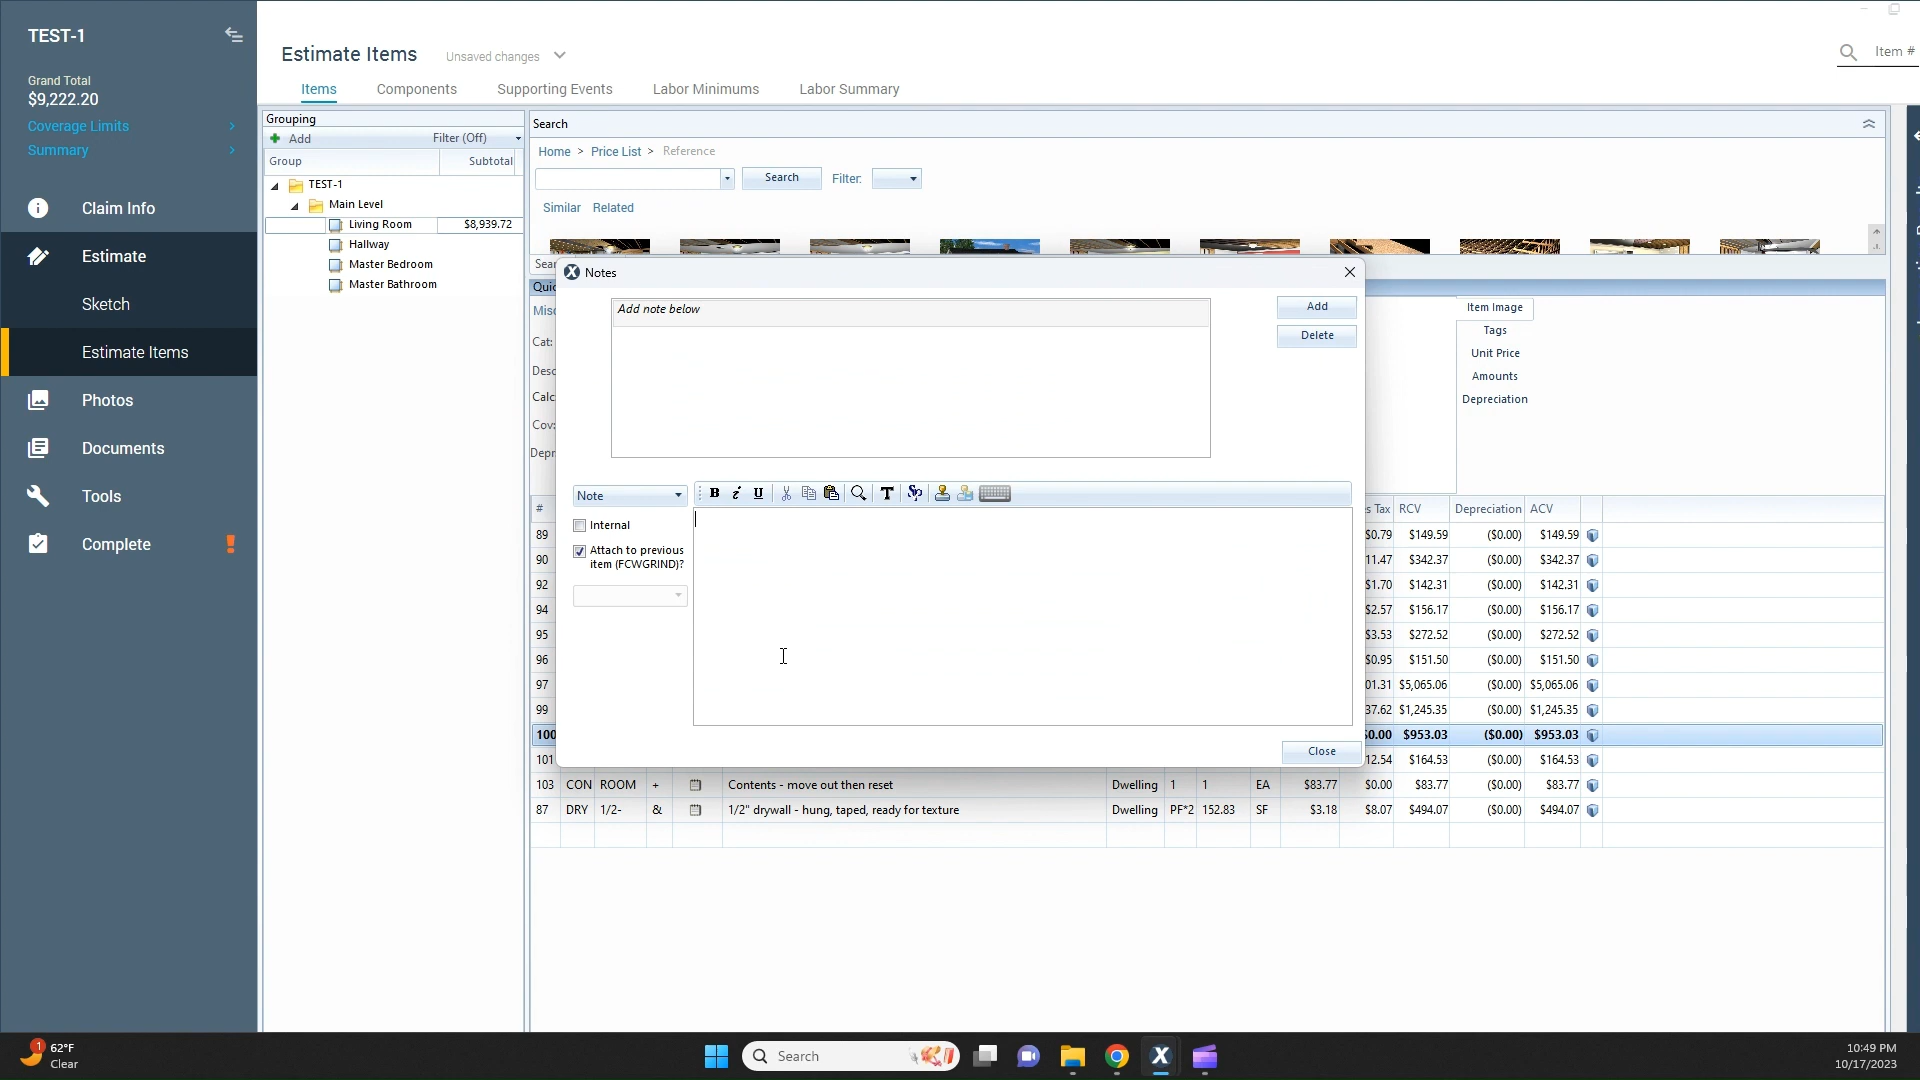 TEST-1
Grand Total
$9,222.20
Coverage Limits >
Summary >
Claim Info
Estimate
Sketch
Estimate Items
Photos
Documents
Tools
Complete
Estimate Items Unsaved changes
Item #
Items Components Supporting Events Labor Minimums Labor Summary
Grouping
Add Filter (Off)
Group Subtotal
TEST-1
Main Level
Living Room $8,939.72
Hallway
Master Bedroom
Master Bathroom
Search
Home > Price List > Reference
Search Filter:
Similar Related
Sear
Quic
Misc
Cat:
Desc
Calc
Cov:
Depr
Notes
Add note below
Add
Delete
Item Image
Tags
Unit Price
Amounts
Depreciation
Note B i U T
Internal
Attach to previous
item (FCWGRIND)?
Close
# s Tax RCV Depreciation ACV
89 $0.79 $149.59 ($0.00) $149.59
90 11.47 $342.37 ($0.00) $342.37
92 $1.70 $142.31 ($0.00) $142.31
94 $2.57 $156.17 ($0.00) $156.17
95 $3.53 $272.52 ($0.00) $272.52
96 $0.95 $151.50 ($0.00) $151.50
97 01.31 $5,065.06 ($0.00) $5,065.06
99 37.62 $1,245.35 ($0.00) $1,245.35
100 $0.00 $953.03 ($0.00) $953.03
101 12.54 $164.53 ($0.00) $164.53
103 CON ROOM + Contents - move out then reset Dwelling 1 1 EA $83.77 $0.00 $83.77 ($0.00) $83.77
87 DRY 1/2- & 1/2" drywall - hung, taped, ready for texture Dwelling PF*2 152.83 SF $3.18 $8.07 $494.07 ($0.00) $494.07
1
62°F
Clear
Search
10:49 PM
10/17/2023